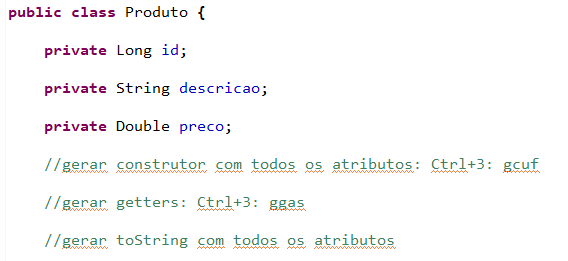 public class Produto {
private Long id;
private String descricao;
private Double preco;
//gerar construtor com todos os atributos: Ctrl+3: gcuf
//gerar getters: Ctrl+3: ggas
//gerar toString com todos os atributos